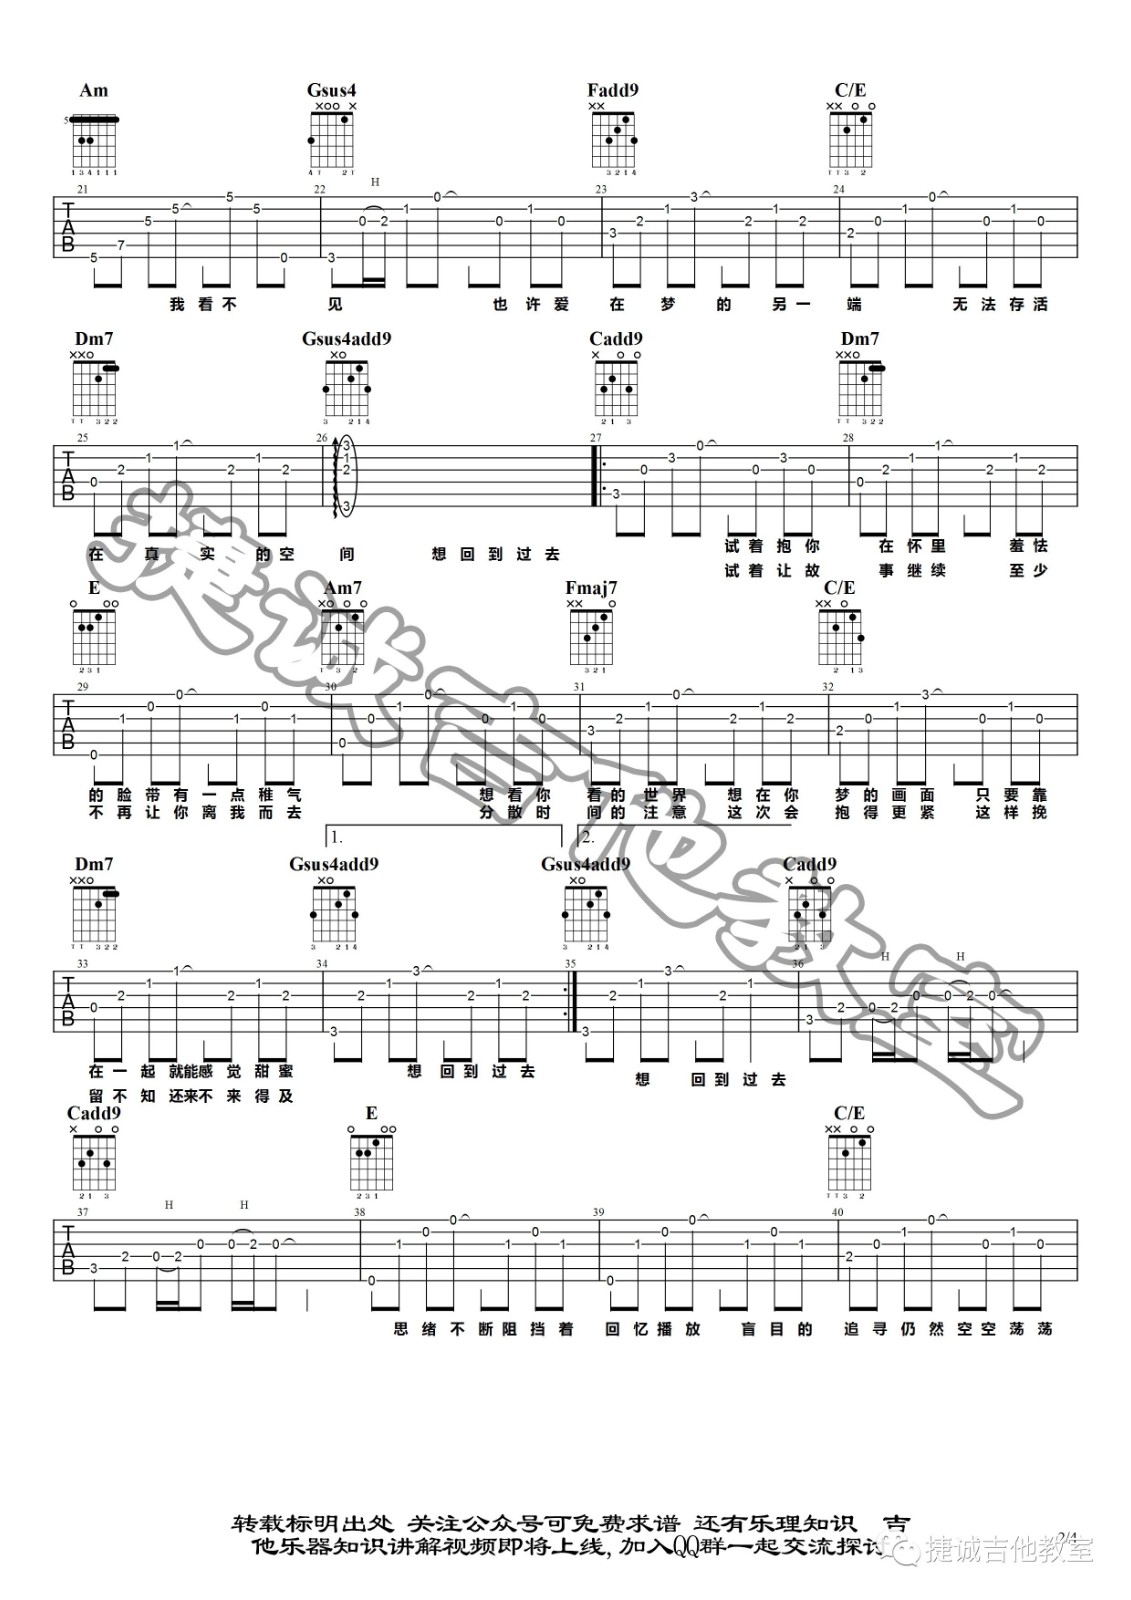 Am Gsus4 Fadd9 C/E
21 22 H 23 24
我看不 见 也许爱 在 梦 的 另一 端 无法存活
Dm7 Gsus4add9 Cadd9 Dm7
25 26 27 28
在 真 实 的空 间 想回到过去 试着抱你 在怀里 羞怯
试着让故 事继续 至少
E Am7 Fmaj7 C/E
29 30 31 32
的脸带有一点稚气 想看你 看的世界 想在你 梦的画面 只要靠
不再让你离我而去 分散时 间的注意 这次会 抱得更紧 这样挽
1. 2.
Dm7 Gsus4add9 Gsus4add9 Cadd9
33 34 35 36 H H
在一起 就能感觉甜蜜 想回到过去 想 回到过去
留不知 还来不来得及
Cadd9 E C/E
37 H H 38 39 40
思绪不断阻挡着 回忆播放 盲目的 追寻仍然空空荡荡
转载标明出处 关注公众号可免费求谱 还有乐理知识 吉
他乐器知识讲解视频即将上线,加入QQ群一起交流探讨
2/4
捷诚吉他教室
捷诚吉他教室